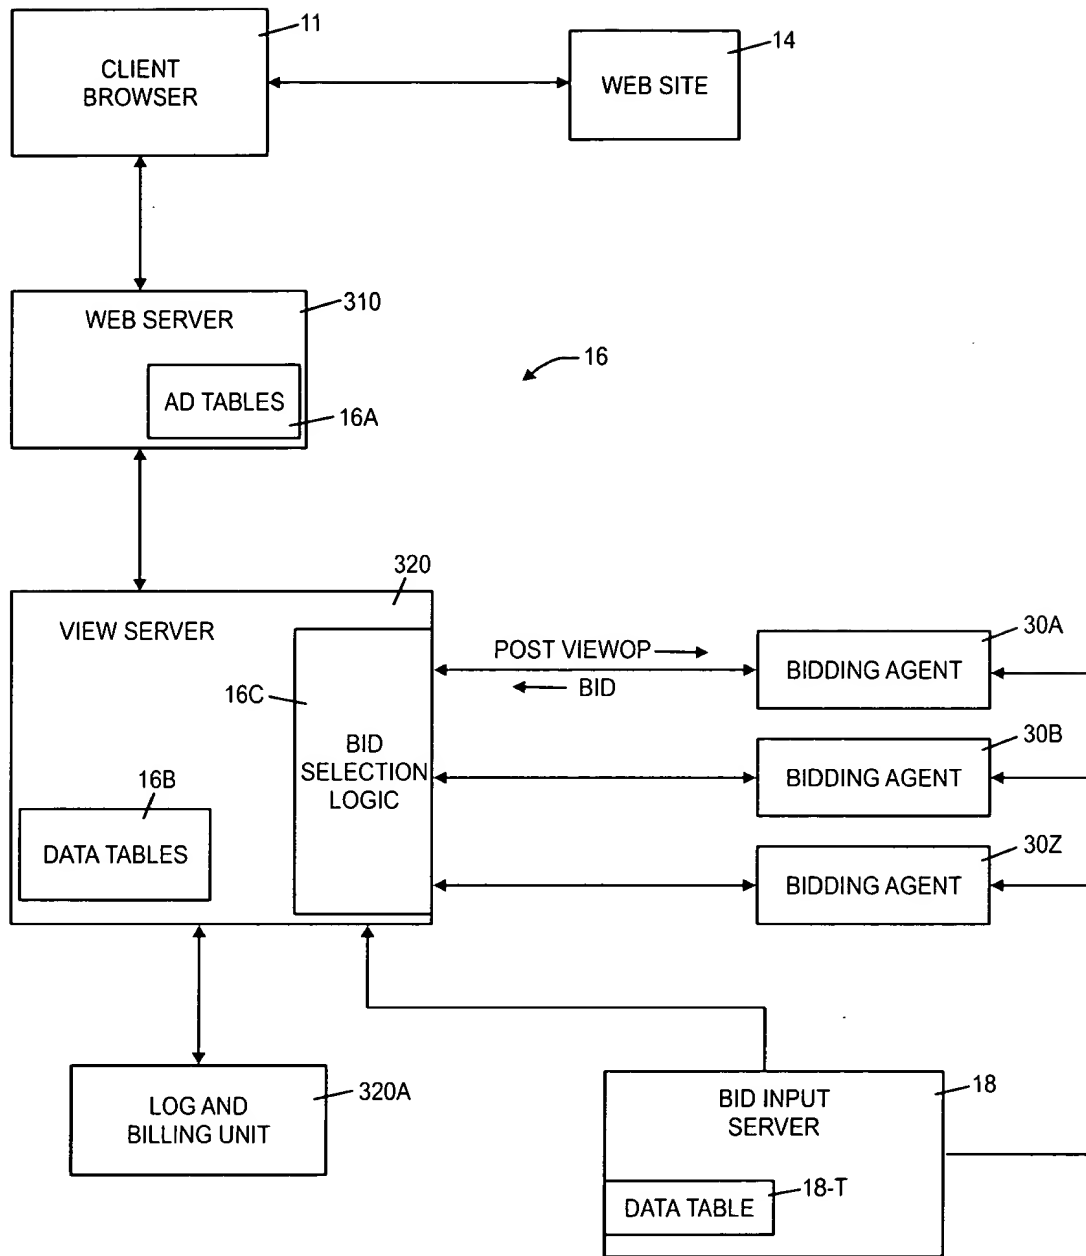 11
CLIENT
BROWSER
14
WEB SITE
310
WEB SERVER
AD TABLES
16A
16
320
VIEW SERVER
16C
BID
SELECTION
LOGIC
16B
DATA TABLES
POST VIEWOP
BID
30A
BIDDING AGENT
30B
BIDDING AGENT
30Z
BIDDING AGENT
320A
LOG AND
BILLING UNIT
18
BID INPUT
SERVER
18-T
DATA TABLE